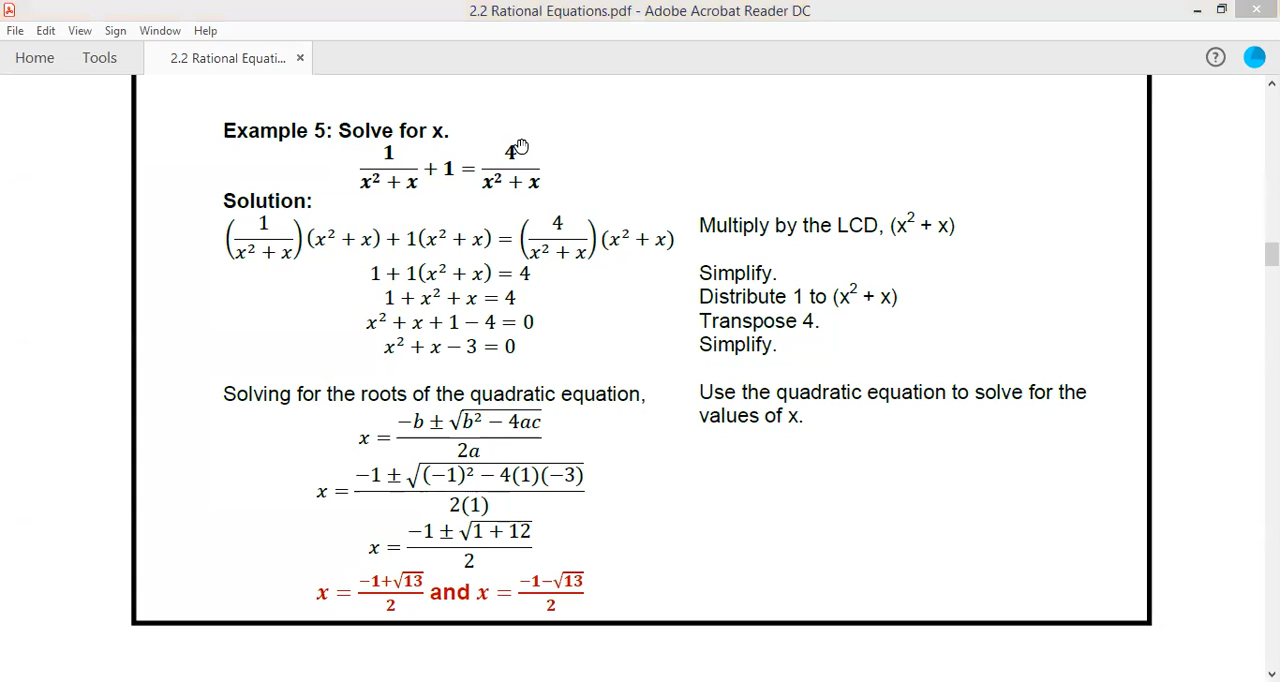 2.2 Rational Equations.pdf - Adobe Acrobat Reader DC
File Edit View Sign Window Help
Home Tools 2.2 Rational Equati... ×
Example 5: Solve for x.
1/(x² + x) + 1 = 4/(x² + x)
Solution:
(1/(x² + x))(x² + x) + 1(x² + x) = (4/(x² + x))(x² + x) Multiply by the LCD, (x² + x)
1 + 1(x² + x) = 4 Simplify.
1 + x² + x = 4 Distribute 1 to (x² + x)
x² + x + 1 − 4 = 0 Transpose 4.
x² + x − 3 = 0 Simplify.
Solving for the roots of the quadratic equation, Use the quadratic equation to solve for the
values of x.
x = (−b ± √(b² − 4ac))/(2a)
x = (−1 ± √((−1)² − 4(1)(−3)))/(2(1))
x = (−1 ± √(1 + 12))/2
x = (−1+√13)/2 and x = (−1−√13)/2